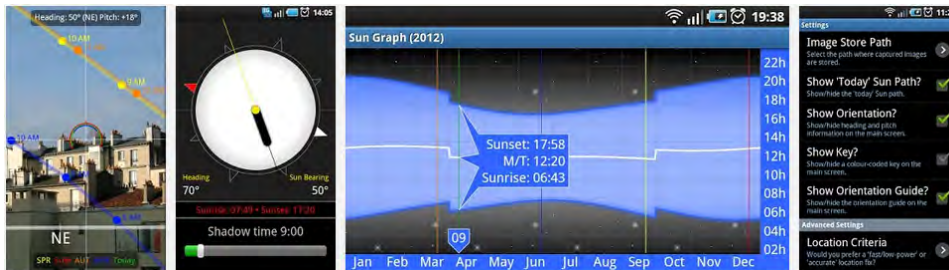 Heading: 50° (NE) Pitch: +18°
10 AM
9 AM
10 AM
NE
SPR
AUT
Today
14:05
Heading
70°
Sun Bearing
50°
Sunrise: 07:49 • Sunset: 17:20
Shadow time 9:00
19:38
Sun Graph (2012)
22h
20h
18h
16h
14h
12h
10h
08h
06h
04h
02h
Sunset: 17:58
M/T: 12:20
Sunrise: 06:43
09
Jan Feb Mar Apr May Jun Jul Aug Sep Oct Nov Dec
Settings
Image Store Path
Select the path where captured images
are stored.
Show 'Today' Sun Path?
Show/hide the 'today' Sun path.
Show Orientation?
Show/hide heading and pitch
information on the main screen.
Show Key?
Show/hide a colour-coded key on the
main screen.
Show Orientation Guide?
Show/hide the orientation guide on the
main screen.
Advanced Settings
Location Criteria
Would you prefer a 'fast/low-power' or
'accurate' location fix?